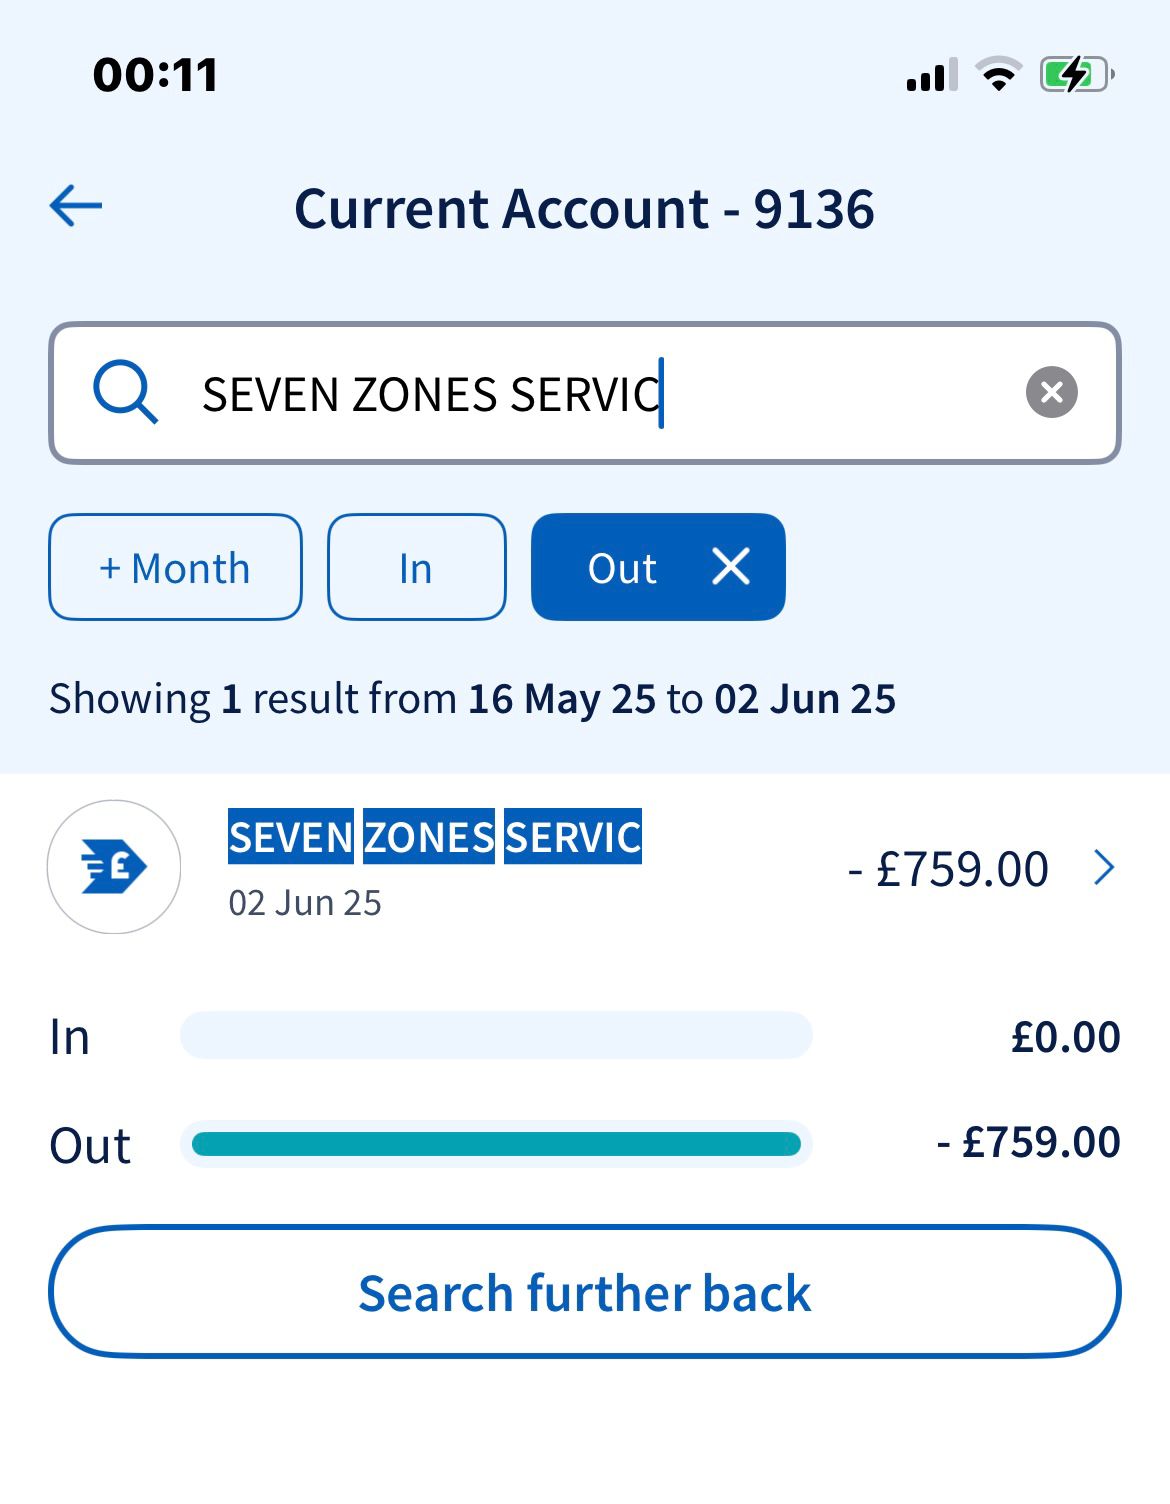 00:11
Current Account - 9136
SEVEN ZONES SERVIC
+ Month In Out
Showing 1 result from 16 May 25 to 02 Jun 25
SEVEN ZONES SERVIC
02 Jun 25
- £759.00
In £0.00
Out - £759.00
Search further back